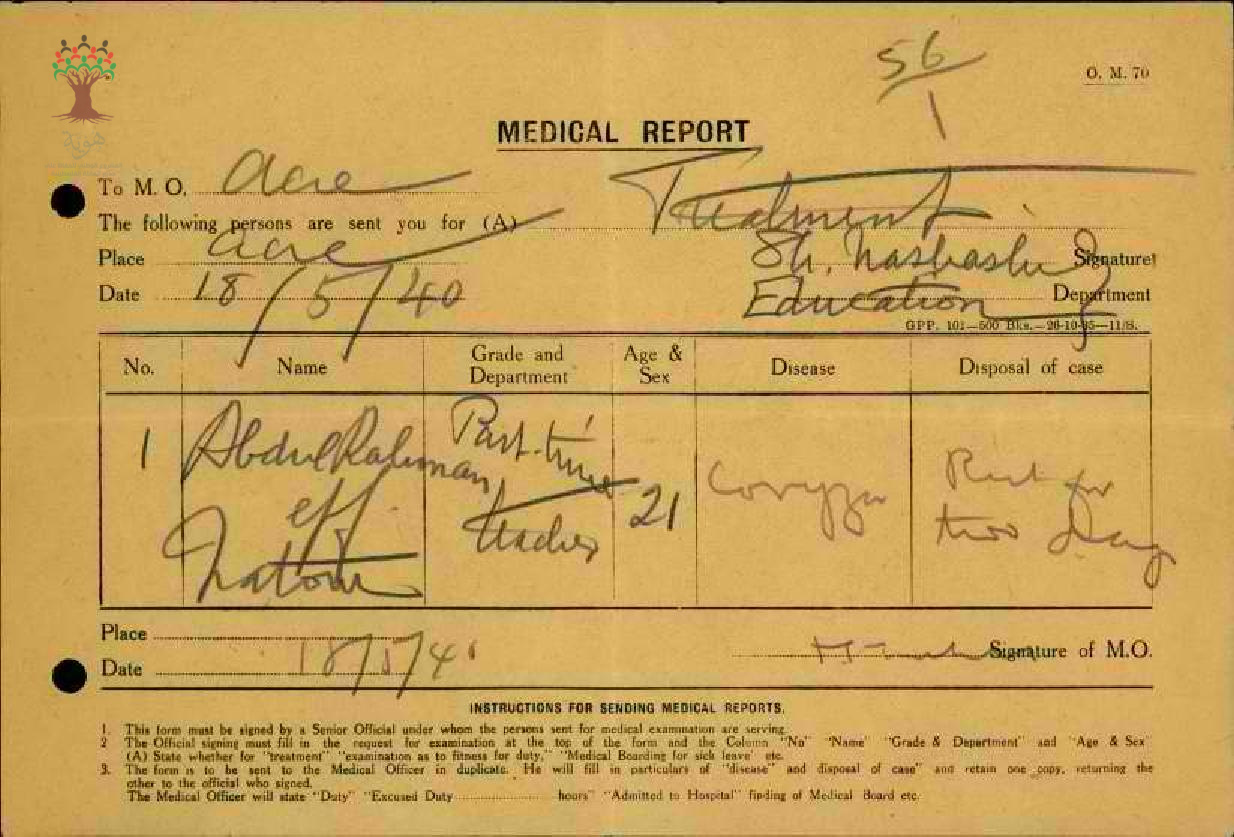 هوية
56/1
O. M. 70
MEDICAL REPORT
To M. O. Acre
The following persons are sent you for (A) Treatment
Place Acre
Sh. Nashashibi Signature
Date 18/5/40
Education Department
GPP. 101—500 Bks.—26-10-35—11/S.
No. Name Grade and Department Age & Sex Disease Disposal of case
1 Abdul Rahman eff. Natour Part-time Teacher 21 Coryza Rest for two days
Place
Signature of M.O.
Date 18/5/40
INSTRUCTIONS FOR SENDING MEDICAL REPORTS.
1. This form must be signed by a Senior Official under whom the persons sent for medical examination are serving.
2 The Official signing must fill in the request for examination at the top of the form and the Column "No" "Name" "Grade & Department" and "Age & Sex"
(A) State whether for "treatment" "examination as to fitness for duty," "Medical Boarding for sick leave' etc.
3. The form is to be sent to the Medical Officer in duplicate. He will fill in particulars of "disease" and disposal of case" and retain one copy, returning the
other to the official who signed.
The Medical Officer will state "Duty" "Excused Duty hours" "Admitted to Hospital" finding of Medical Board etc.